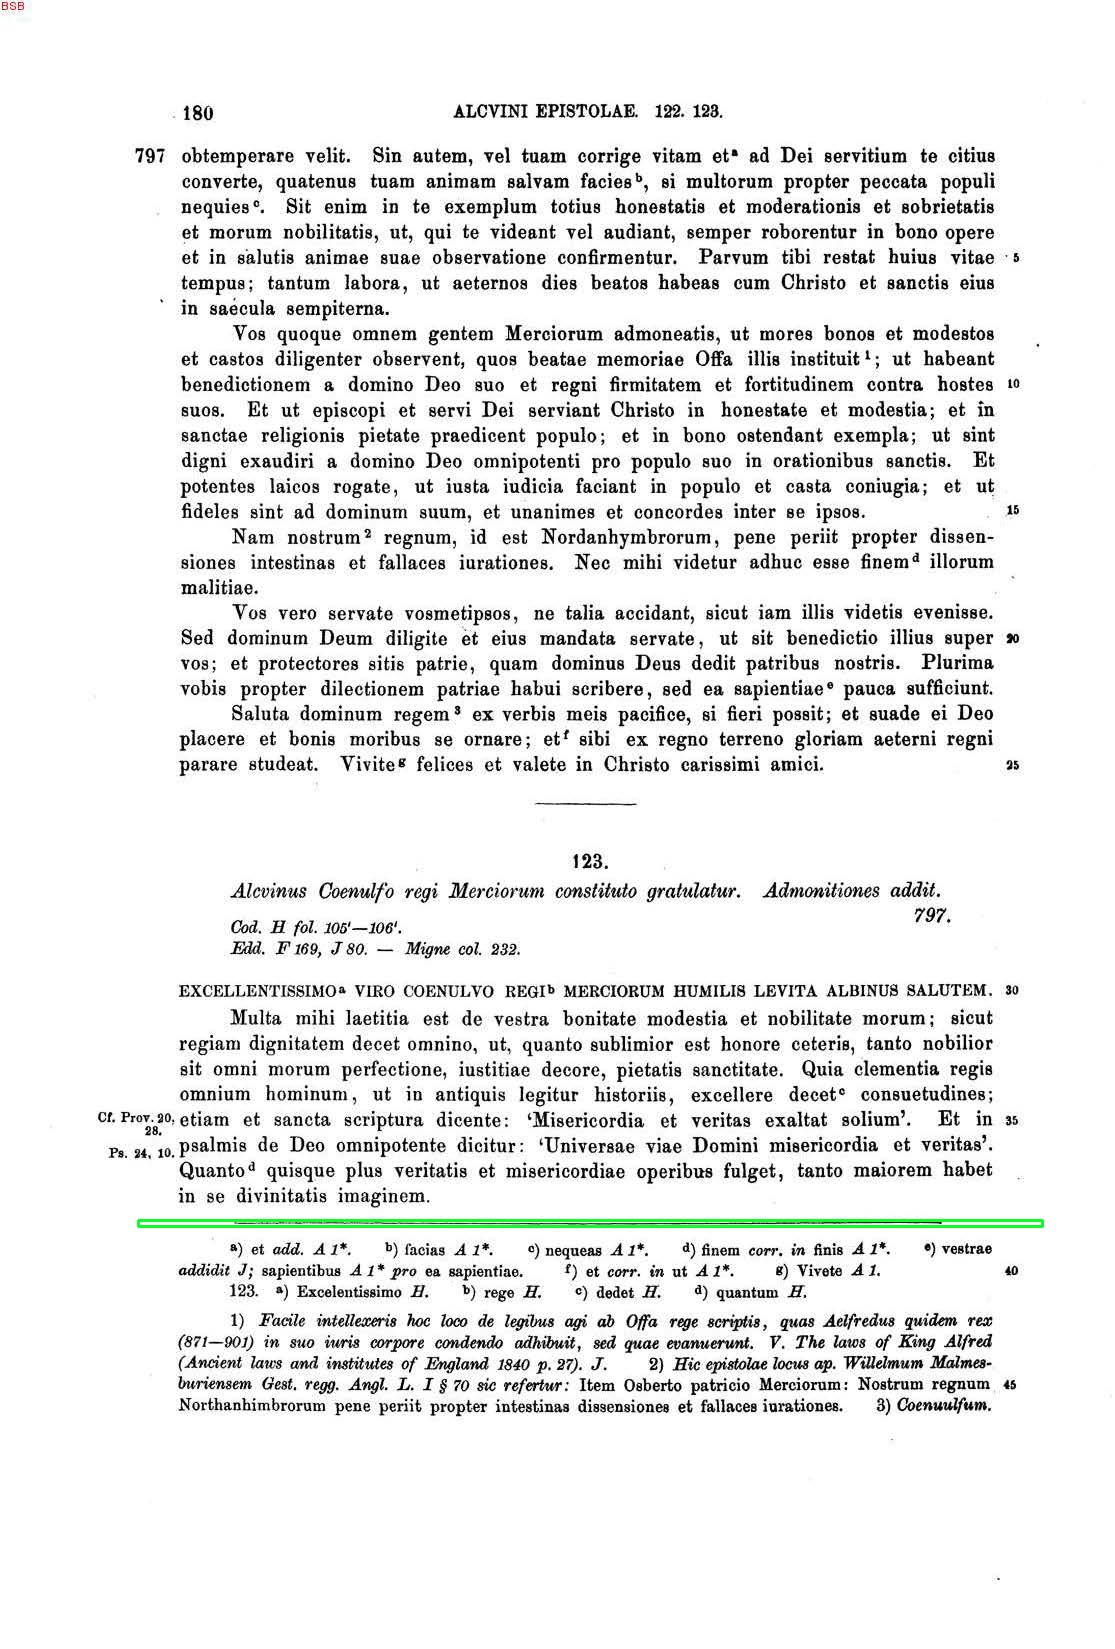 BSB
180 ALCVINI EPISTOLAE. 122. 123.
797 obtemperare velit. Sin autem, vel tuam corrige vitam etᵃ ad Dei servitium te citius
converte, quatenus tuam animam salvam faciesᵇ, si multorum propter peccata populi
nequiesᶜ. Sit enim in te exemplum totius honestatis et moderationis et sobrietatis
et morum nobilitatis, ut, qui te videant vel audiant, semper roborentur in bono opere
et in salutis animae suae observatione confirmentur. Parvum tibi restat huius vitae 5
tempus; tantum labora, ut aeternos dies beatos habeas cum Christo et sanctis eius
in saecula sempiterna.
Vos quoque omnem gentem Merciorum admoneatis, ut mores bonos et modestos
et castos diligenter observent, quos beatae memoriae Offa illis instituit¹; ut habeant
benedictionem a domino Deo suo et regni firmitatem et fortitudinem contra hostes 10
suos. Et ut episcopi et servi Dei serviant Christo in honestate et modestia; et in
sanctae religionis pietate praedicent populo; et in bono ostendant exempla; ut sint
digni exaudiri a domino Deo omnipotenti pro populo suo in orationibus sanctis. Et
potentes laicos rogate, ut iusta iudicia faciant in populo et casta coniugia; et ut
fideles sint ad dominum suum, et unanimes et concordes inter se ipsos. 15
Nam nostrum² regnum, id est Nordanhymbrorum, pene periit propter dissen-
siones intestinas et fallaces iurationes. Nec mihi videtur adhuc esse finemᵈ illorum
malitiae.
Vos vero servate vosmetipsos, ne talia accidant, sicut iam illis videtis evenisse.
Sed dominum Deum diligite et eius mandata servate, ut sit benedictio illius super 20
vos; et protectores sitis patrie, quam dominus Deus dedit patribus nostris. Plurima
vobis propter dilectionem patriae habui scribere, sed ea sapientiaeᵉ pauca sufficiunt.
Saluta dominum regem³ ex verbis meis pacifice, si fieri possit; et suade ei Deo
placere et bonis moribus se ornare; etᶠ sibi ex regno terreno gloriam aeterni regni
parare studeat. Viviteᵍ felices et valete in Christo carissimi amici. 25
123.
Alcvinus Coenulfo regi Merciorum constituto gratulatur. Admonitiones addit.
797.
Cod. H fol. 105'—106'.
Edd. F 169, J 80. — Migne col. 232.
EXCELLENTISSIMOᵃ VIRO COENULVO REGIᵇ MERCIORUM HUMILIS LEVITA ALBINUS SALUTEM. 30
Multa mihi laetitia est de vestra bonitate modestia et nobilitate morum; sicut
regiam dignitatem decet omnino, ut, quanto sublimior est honore ceteris, tanto nobilior
sit omni morum perfectione, iustitiae decore, pietatis sanctitate. Quia clementia regis
omnium hominum, ut in antiquis legitur historiis, excellere decetᶜ consuetudines;
Cf. Prov. 20, etiam et sancta scriptura dicente: ‘Misericordia et veritas exaltat solium’. Et in 35
28.
Ps. 24, 10. psalmis de Deo omnipotente dicitur: ‘Universae viae Domini misericordia et veritas’.
Quantoᵈ quisque plus veritatis et misericordiae operibus fulget, tanto maiorem habet
in se divinitatis imaginem.
ᵃ) et add. A 1*. ᵇ) facias A 1*. ᶜ) nequeas A 1*. ᵈ) finem corr. in finis A 1*. ᵉ) vestrae
addidit J; sapientibus A 1* pro ea sapientiae. ᶠ) et corr. in ut A 1*. ᵍ) Vivete A 1. 40
123. ᵃ) Excelentissimo H. ᵇ) rege H. ᶜ) dedet H. ᵈ) quantum H.
1) Facile intellexeris hoc loco de legibus agi ab Offa rege scriptis, quas Aelfredus quidem rex
(871—901) in suo iuris corpore condendo adhibuit, sed quae evanuerunt. V. The laws of King Alfred
(Ancient laws and institutes of England 1840 p. 27). J. 2) Hic epistolae locus ap. Willelmum Malmes-
buriensem Gest. regg. Angl. L. I § 70 sic refertur: Item Osberto patricio Merciorum: Nostrum regnum 45
Northanhimbrorum pene periit propter intestinas dissensiones et fallaces iurationes. 3) Coenuulfum.